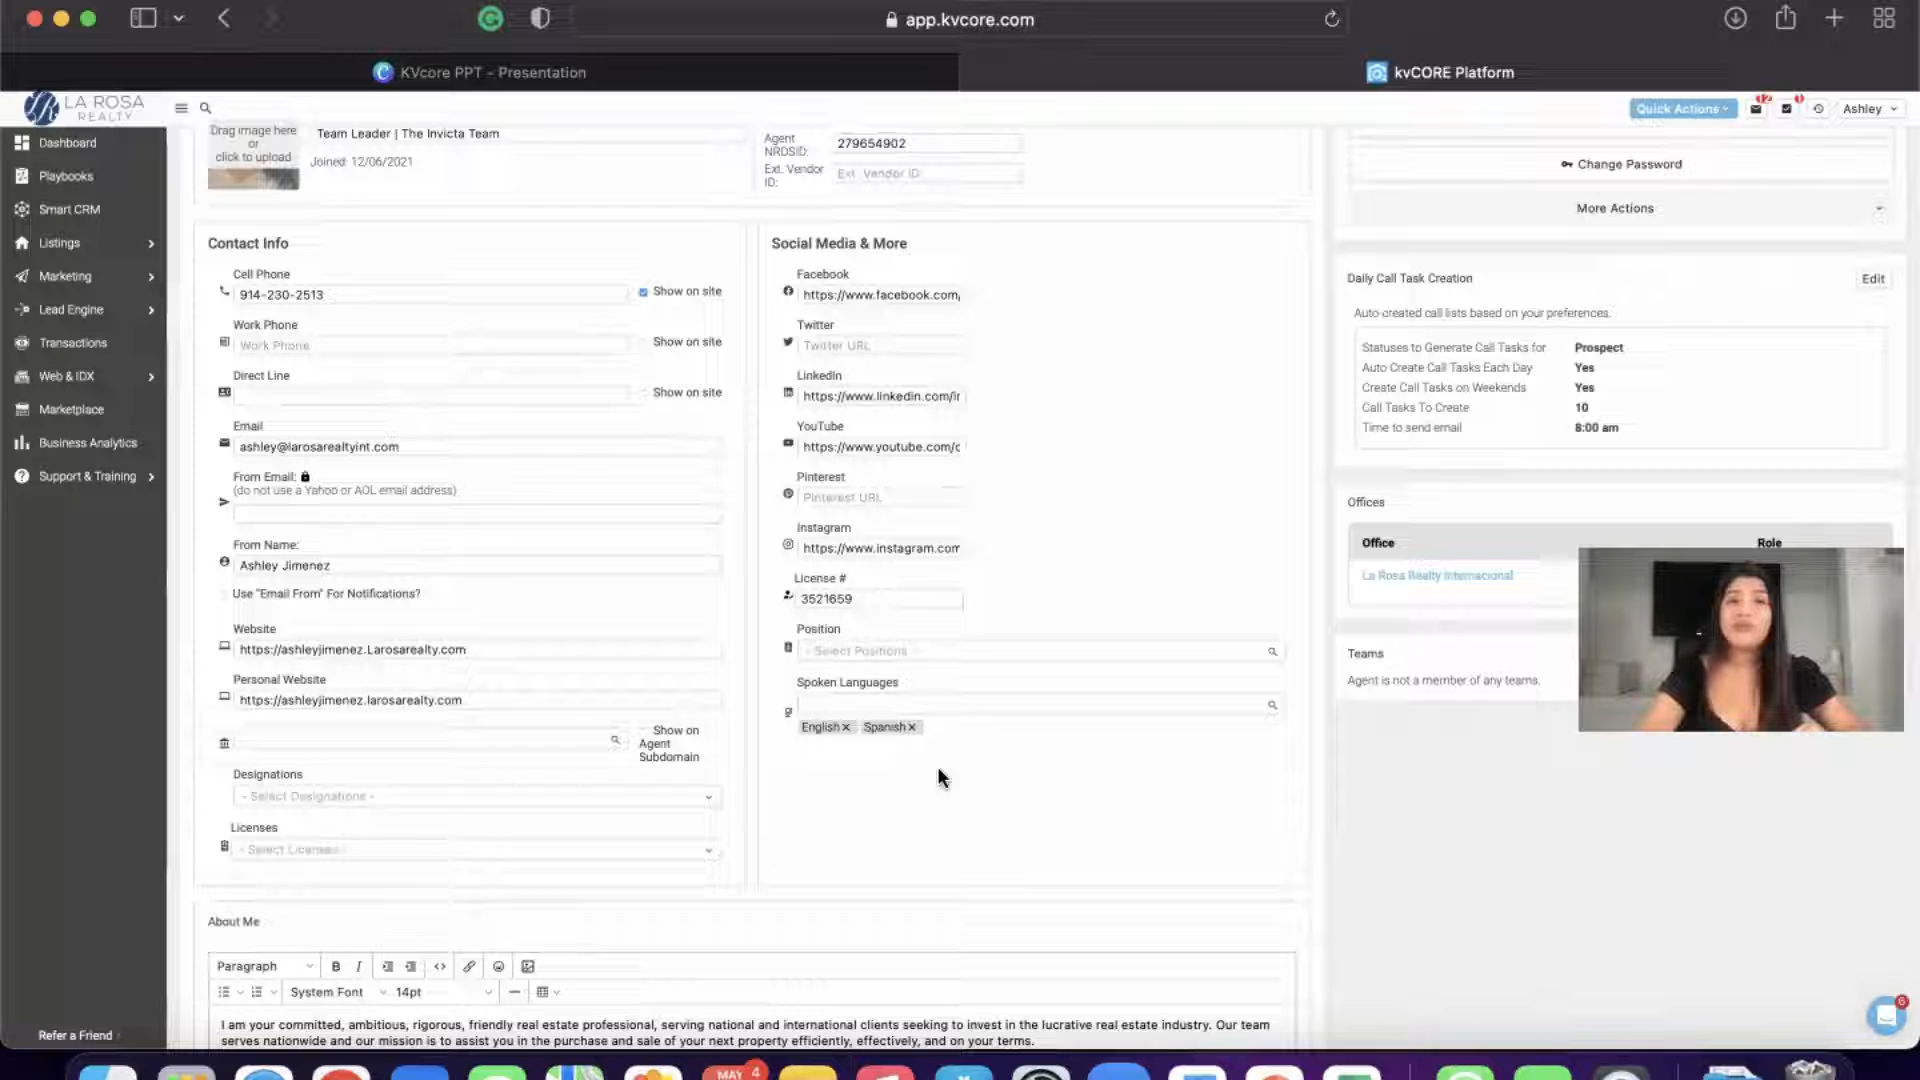 app.kvcore.com
KVcore PPT - Presentation
kvCORE Platform
LA ROSA
REALTY
Quick Actions
12
1
Ashley
Dashboard
Playbooks
Smart CRM
Listings
Marketing
Lead Engine
Transactions
Web & IDX
Marketplace
Business Analytics
Support & Training
Refer a Friend
Drag image here
or
click to upload
Team Leader | The Invicta Team
Joined: 12/06/2021
Agent
NRDSID:
279654902
Ext. Vendor
ID:
Ext. Vendor ID
Contact Info
Cell Phone
914-230-2513
Show on site
Work Phone
Work Phone
Show on site
Direct Line
Show on site
Email
ashley@larosarealtyint.com
From Email:
(do not use a Yahoo or AOL email address)
From Name:
Ashley Jimenez
Use "Email From" For Notifications?
Website
https://ashleyjimenez.Larosarealty.com
Personal Website
https://ashleyjimenez.larosarealty.com
Show on
Agent
Subdomain
Designations
- Select Designations -
Licenses
- Select Licenses -
Social Media & More
Facebook
https://www.facebook.com/
Twitter
Twitter URL
LinkedIn
https://www.linkedin.com/ir
YouTube
https://www.youtube.com/c
Pinterest
Pinterest URL
Instagram
https://www.instagram.com
License #
3521659
Position
- Select Positions -
Spoken Languages
English × Spanish ×
About Me
Paragraph B I
System Font 14pt
I am your committed, ambitious, rigorous, friendly real estate professional, serving national and international clients seeking to invest in the lucrative real estate industry. Our team
serves nationwide and our mission is to assist you in the purchase and sale of your next property efficiently, effectively, and on your terms.
Change Password
More Actions
Daily Call Task Creation
Edit
Auto-created call lists based on your preferences.
Statuses to Generate Call Tasks for Prospect
Auto Create Call Tasks Each Day Yes
Create Call Tasks on Weekends Yes
Call Tasks To Create 10
Time to send email 8:00 am
Offices
Office Role
La Rosa Realty Internacional
Teams
Agent is not a member of any teams.
6
MAY 4